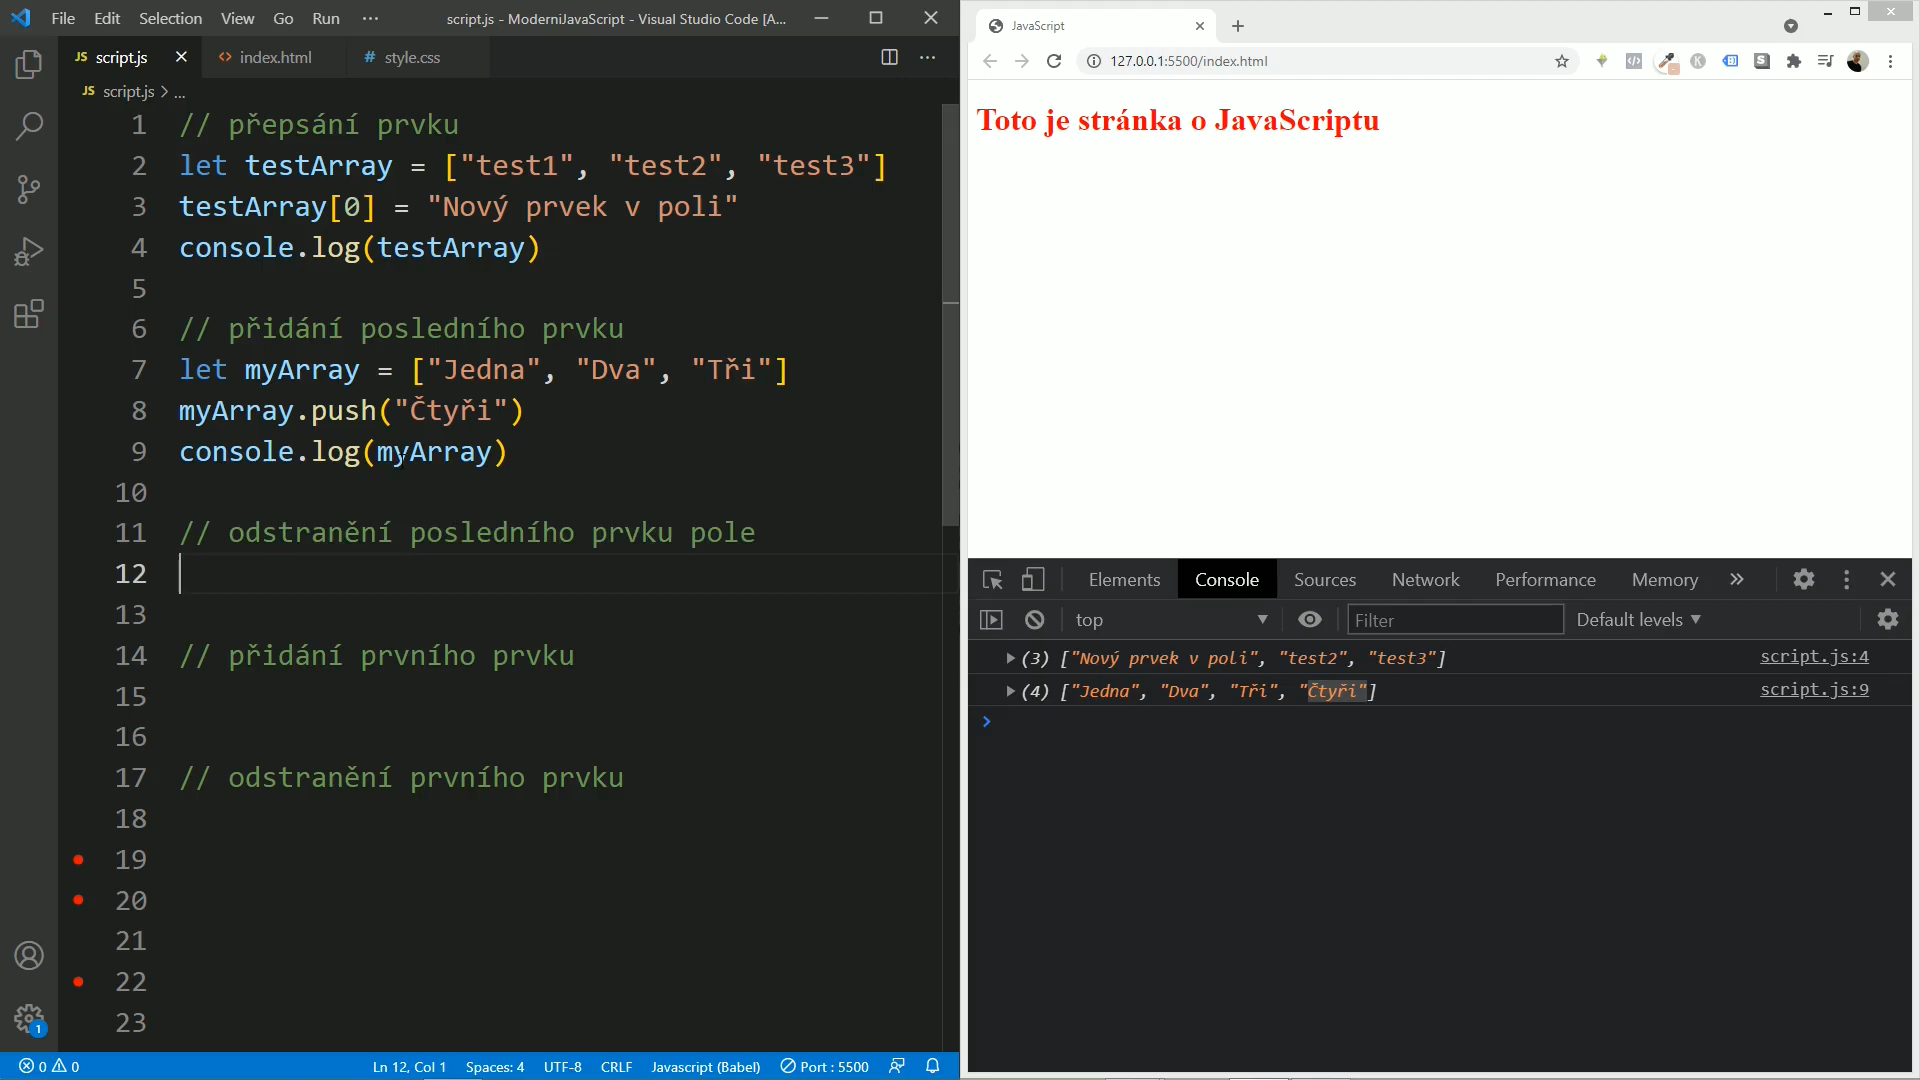 File Edit Selection View Go Run ··· script.js - ModerniJavaScript - Visual Studio Code [A...
JS script.js index.html # style.css
JS script.js > ...
1 // přepsání prvku
2 let testArray = ["test1", "test2", "test3"]
3 testArray[0] = "Nový prvek v poli"
4 console.log(testArray)
5
6 // přidání posledního prvku
7 let myArray = ["Jedna", "Dva", "Tři"]
8 myArray.push("Čtyři")
9 console.log(myArray)
10
11 // odstranění posledního prvku pole
12
13
14 // přidání prvního prvku
15
16
17 // odstranění prvního prvku
18
19
20
21
22
23
1
0 0 Ln 12, Col 1 Spaces: 4 UTF-8 CRLF Javascript (Babel) Port : 5500
JavaScript
127.0.0.1:5500/index.html
Toto je stránka o JavaScriptu
Elements Console Sources Network Performance Memory »
top Filter Default levels
(3) ["Nový prvek v poli", "test2", "test3"] script.js:4
(4) ["Jedna", "Dva", "Tři", "Čtyři"] script.js:9